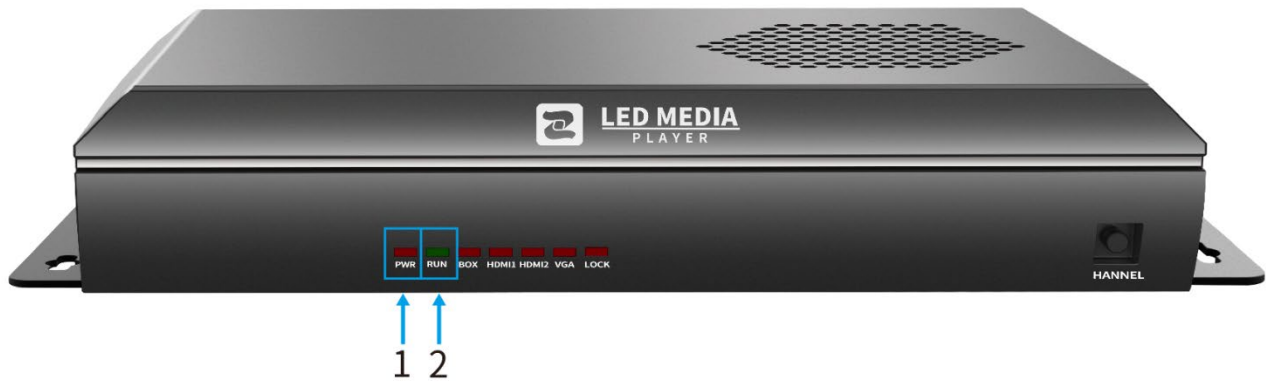 LED MEDIA
PLAYER
PWR RUN BOX HDMI1 HDMI2 VGA LOCK
HANNEL
1 2